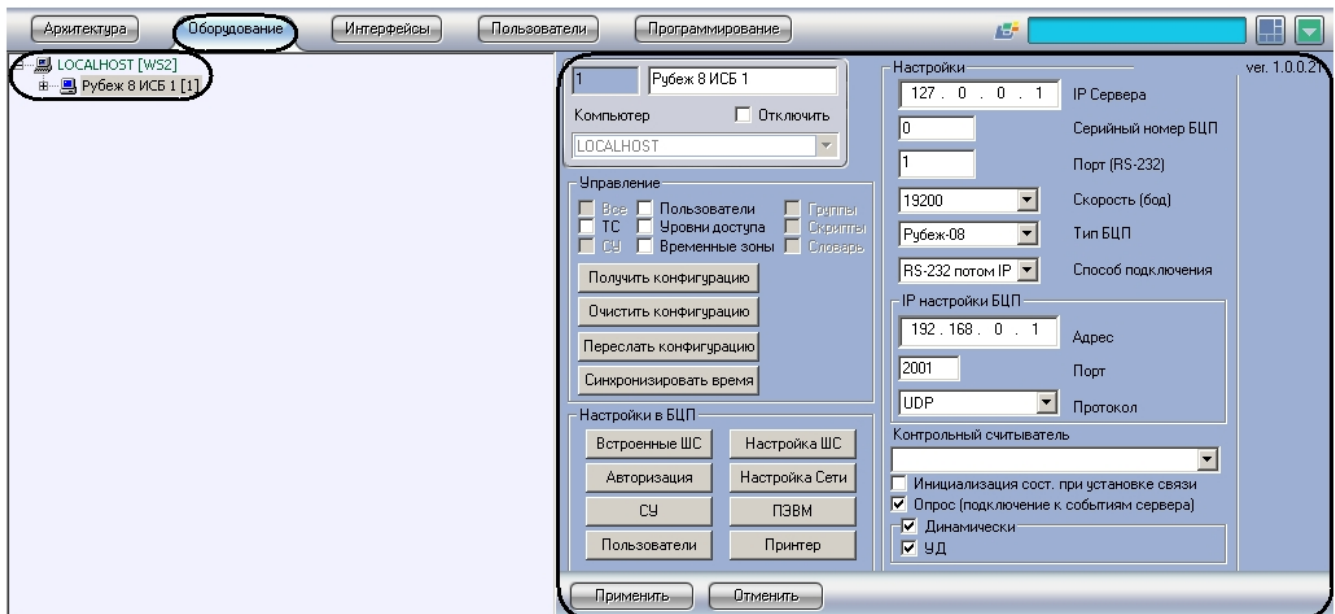 Архитектура Оборудование Интерфейсы Пользователи Программирование
LOCALHOST [WS2]
Рубеж 8 ИСБ 1 [1]
1 Рубеж 8 ИСБ 1
Компьютер Отключить
LOCALHOST
Управление
Все Пользователи Группы
ТС Уровни доступа Скрипты
СУ Временные зоны Словарь
Получить конфигурацию
Очистить конфигурацию
Переслать конфигурацию
Синхронизировать время
Настройки в БЦП
Встроенные ШС Настройка ШС
Авторизация Настройка Сети
СУ ПЭВМ
Пользователи Принтер
Применить Отменить
Настройки
ver. 1.0.0.21
127 . 0 . 0 . 1 IP Сервера
0 Серийный номер БЦП
1 Порт (RS-232)
19200 Скорость (бод)
Рубеж-08 Тип БЦП
RS-232 потом IP Способ подключения
IP настройки БЦП
192 . 168 . 0 . 1 Адрес
2001 Порт
UDP Протокол
Контрольный считыватель
Инициализация сост. при установке связи
Опрос (подключение к событиям сервера)
Динамически
УД